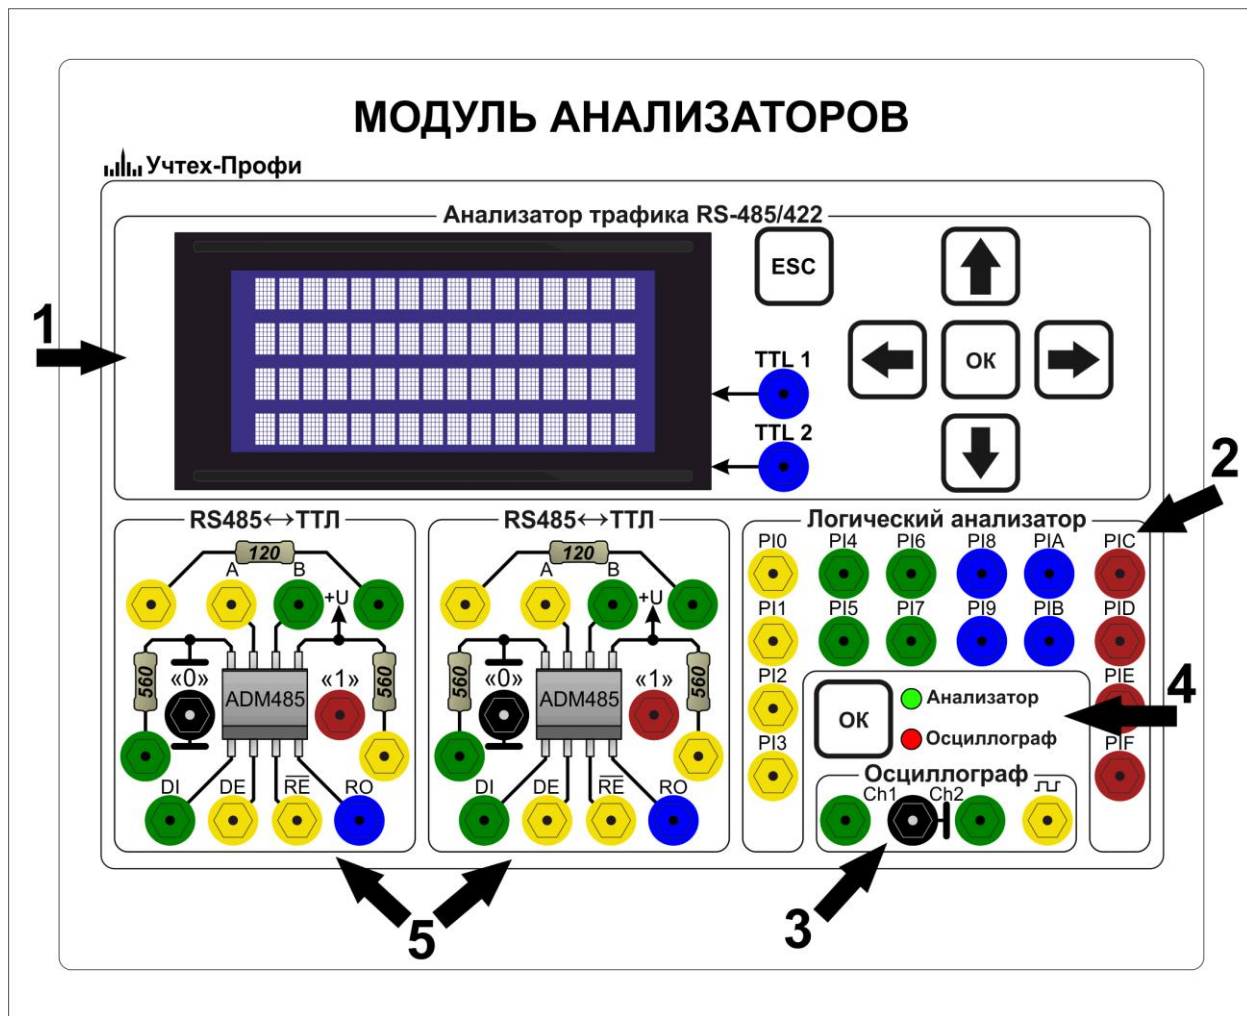 МОДУЛЬ АНАЛИЗАТОРОВ
Учтех-Профи
Анализатор трафика RS-485/422
ESC
1
ОК
TTL 1
TTL 2
2
RS485↔ТТЛ
RS485↔ТТЛ
Логический анализатор
120
120
PI0 PI4 PI6 PI8 PIA PIC
A B
A B
+U
+U
PI1 PI5 PI7 PI9 PIB PID
560 «0» ADM485 «1» 560
560 «0» ADM485 «1» 560
PI2
PIE
4
ОК
Анализатор
Осциллограф
PI3
PIF
DI DE RE RO
DI DE RE RO
Осциллограф
Ch1 Ch2
5
3